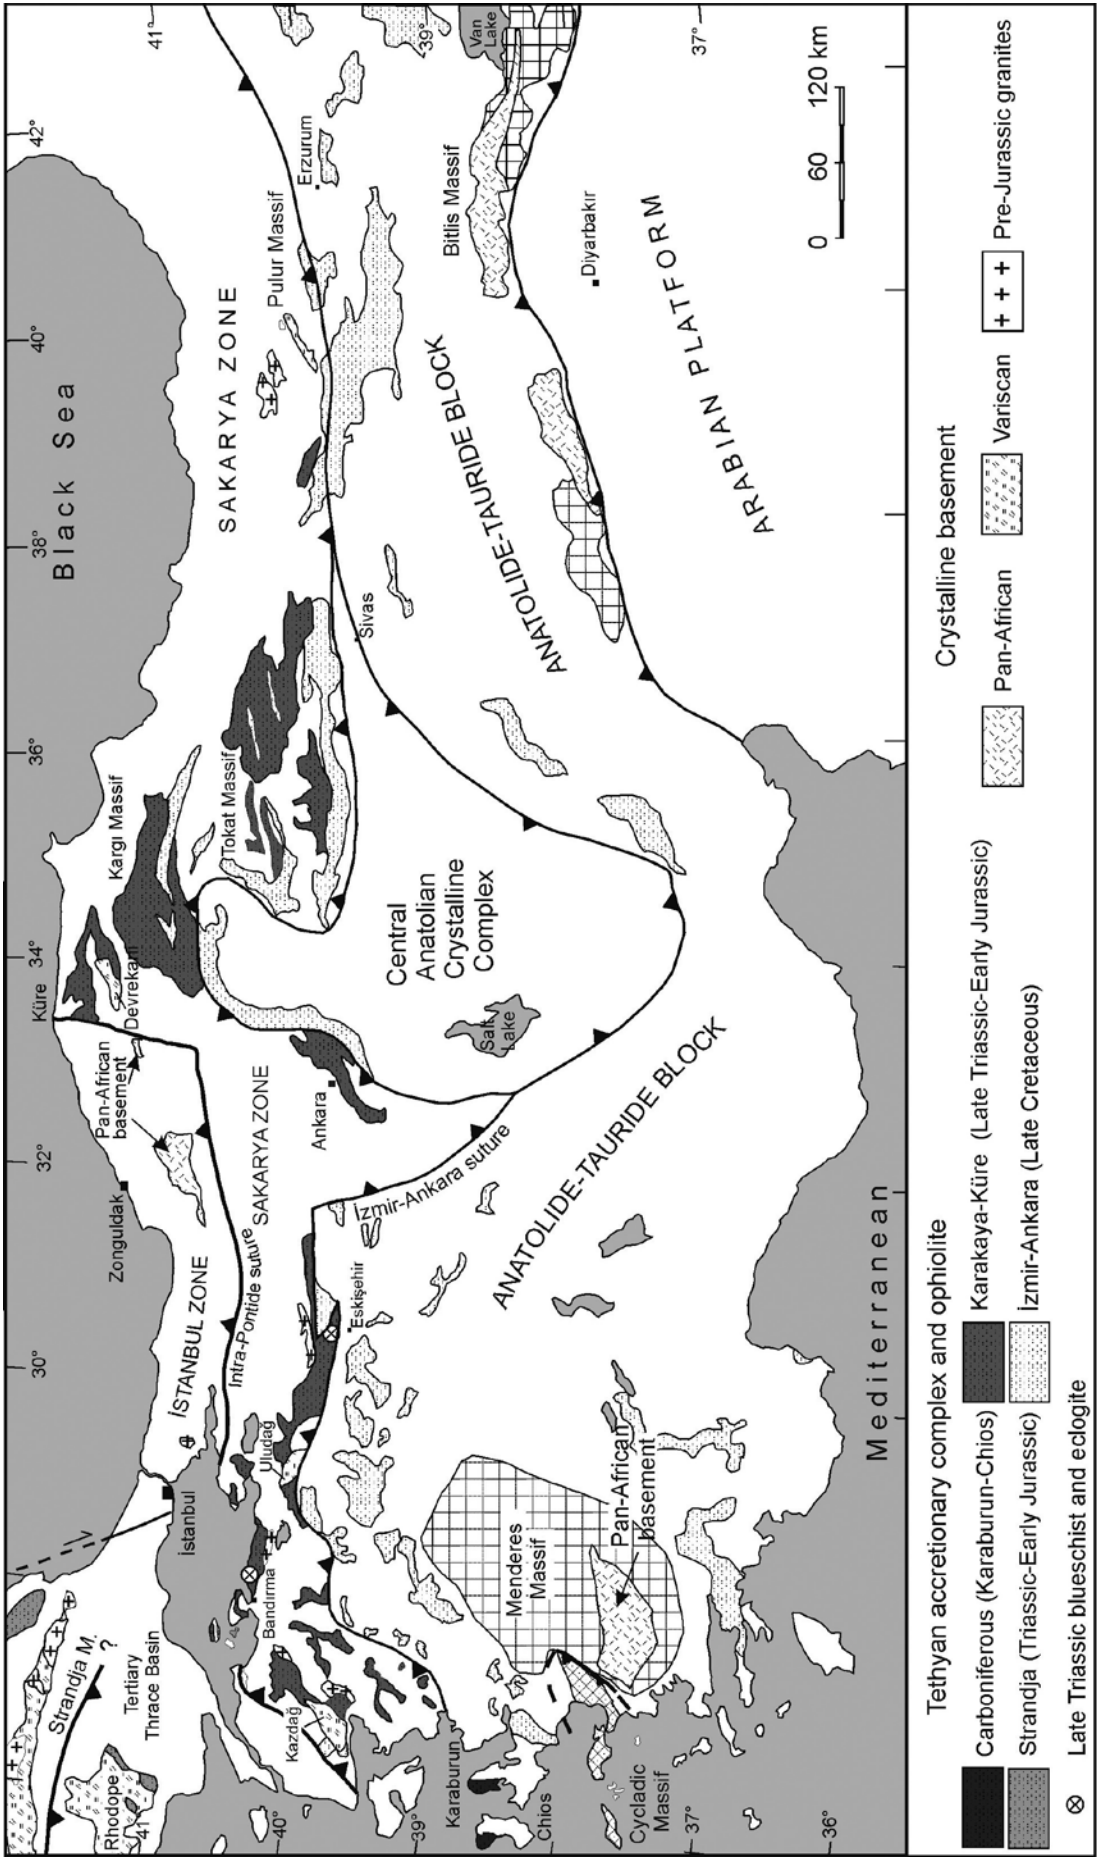 42°
40°
38°
36°
34°
32°
30°
41°
Black Sea
Küre
Zonguldak
Pan-African
basement
Devrekani
Kargı Massif
Tokat Massif
SAKARYA ZONE
Pulur Massif
Erzurum
39°
Van
Lake
Bitlis Massif
37°
Diyarbakır
ARABIAN PLATFORM
ANATOLIDE-TAURIDE BLOCK
Sivas
Central
Anatolian
Crystalline
Complex
Salt
Lake
Ankara
SAKARYA ZONE
İSTANBUL ZONE
Intra-Pontide suture
İzmir-Ankara suture
Eskişehir
ANATOLIDE-TAURIDE BLOCK
Uludağ
İstanbul
Bandırma
Strandja M.
?
Tertiary
Thrace Basin
Rhodope
41°
Kazdağ
40°
39°
Karaburun
Chios
Cycladic
Massif
37°
36°
Menderes
Massif
Pan-African
basement
Mediterranean
0 60 120 km
Tethyan accretionary complex and ophiolite
Carboniferous (Karaburun-Chios)
Karakaya-Küre (Late Triassic-Early Jurassic)
Strandja (Triassic-Early Jurassic)
İzmir-Ankara (Late Cretaceous)
Late Triassic blueschist and eclogite
Crystalline basement
Pan-African
Variscan
Pre-Jurassic granites